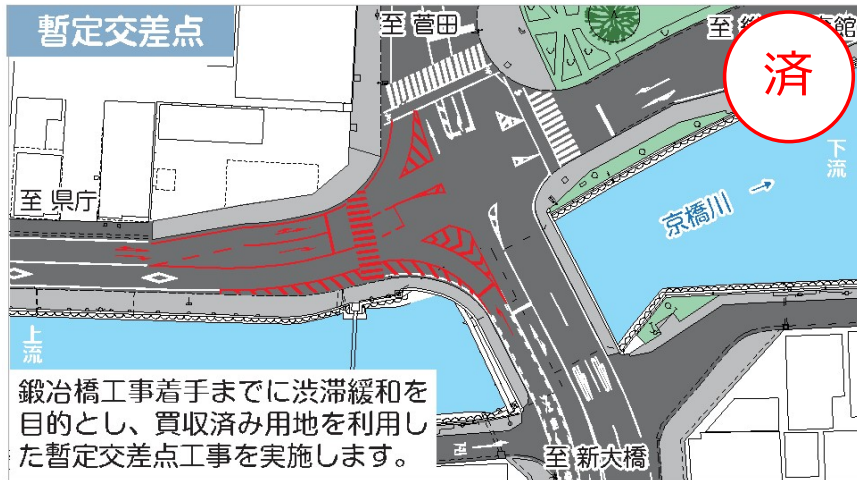 暫定交差点
至 菅田
至
館
済
下流
至 県庁
京橋川
→
上流
鍛冶橋工事着手までに渋滞緩和を
目的とし、買収済み用地を利用し
た暫定交差点工事を実施します。
至 新大橋